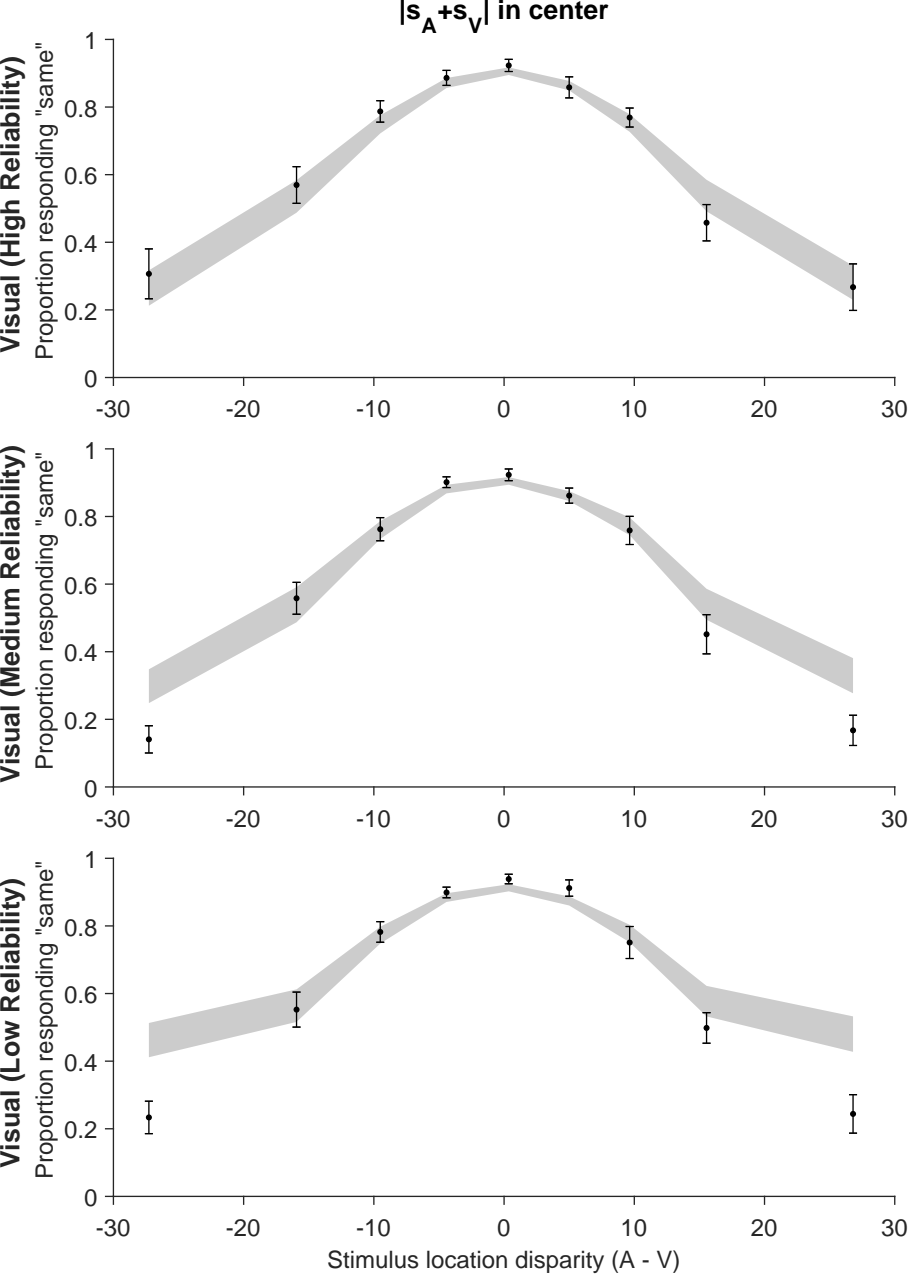 |s_A+s_V| in center
Visual (High Reliability)
Proportion responding "same"
1
0.8
0.6
0.4
0.2
0
-30 -20 -10 0 10 20 30
Visual (Medium Reliability)
Proportion responding "same"
1
0.8
0.6
0.4
0.2
0
-30 -20 -10 0 10 20 30
Visual (Low Reliability)
Proportion responding "same"
1
0.8
0.6
0.4
0.2
0
-30 -20 -10 0 10 20 30
Stimulus location disparity (A - V)